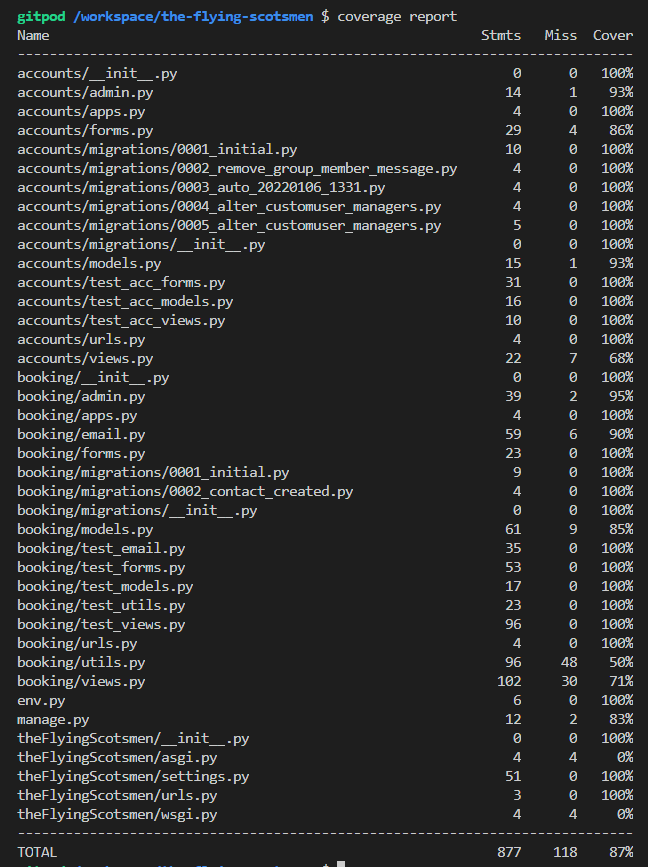 gitpod /workspace/the-flying-scotsmen $ coverage report
Name Stmts Miss Cover
---------------------------------------------------------------------------
accounts/__init__.py 0 0 100%
accounts/admin.py 14 1 93%
accounts/apps.py 4 0 100%
accounts/forms.py 29 4 86%
accounts/migrations/0001_initial.py 10 0 100%
accounts/migrations/0002_remove_group_member_message.py 4 0 100%
accounts/migrations/0003_auto_20220106_1331.py 4 0 100%
accounts/migrations/0004_alter_customuser_managers.py 4 0 100%
accounts/migrations/0005_alter_customuser_managers.py 5 0 100%
accounts/migrations/__init__.py 0 0 100%
accounts/models.py 15 1 93%
accounts/test_acc_forms.py 31 0 100%
accounts/test_acc_models.py 16 0 100%
accounts/test_acc_views.py 10 0 100%
accounts/urls.py 4 0 100%
accounts/views.py 22 7 68%
booking/__init__.py 0 0 100%
booking/admin.py 39 2 95%
booking/apps.py 4 0 100%
booking/email.py 59 6 90%
booking/forms.py 23 0 100%
booking/migrations/0001_initial.py 9 0 100%
booking/migrations/0002_contact_created.py 4 0 100%
booking/migrations/__init__.py 0 0 100%
booking/models.py 61 9 85%
booking/test_email.py 35 0 100%
booking/test_forms.py 53 0 100%
booking/test_models.py 17 0 100%
booking/test_utils.py 23 0 100%
booking/test_views.py 96 0 100%
booking/urls.py 4 0 100%
booking/utils.py 96 48 50%
booking/views.py 102 30 71%
env.py 6 0 100%
manage.py 12 2 83%
theFlyingScotsmen/__init__.py 0 0 100%
theFlyingScotsmen/asgi.py 4 4 0%
theFlyingScotsmen/settings.py 51 0 100%
theFlyingScotsmen/urls.py 3 0 100%
theFlyingScotsmen/wsgi.py 4 4 0%
---------------------------------------------------------------------------
TOTAL 877 118 87%